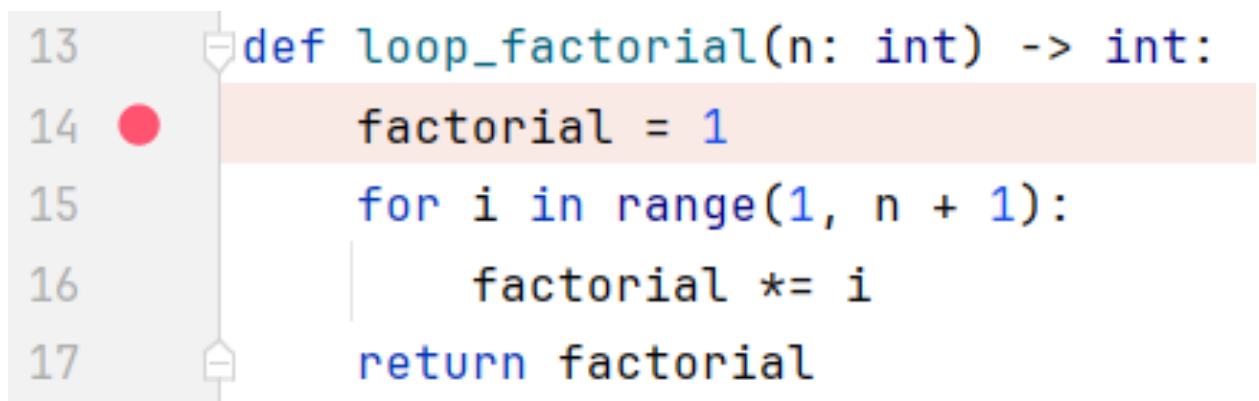 13 def loop_factorial(n: int) -> int:
14 factorial = 1
15 for i in range(1, n + 1):
16 factorial *= i
17 return factorial